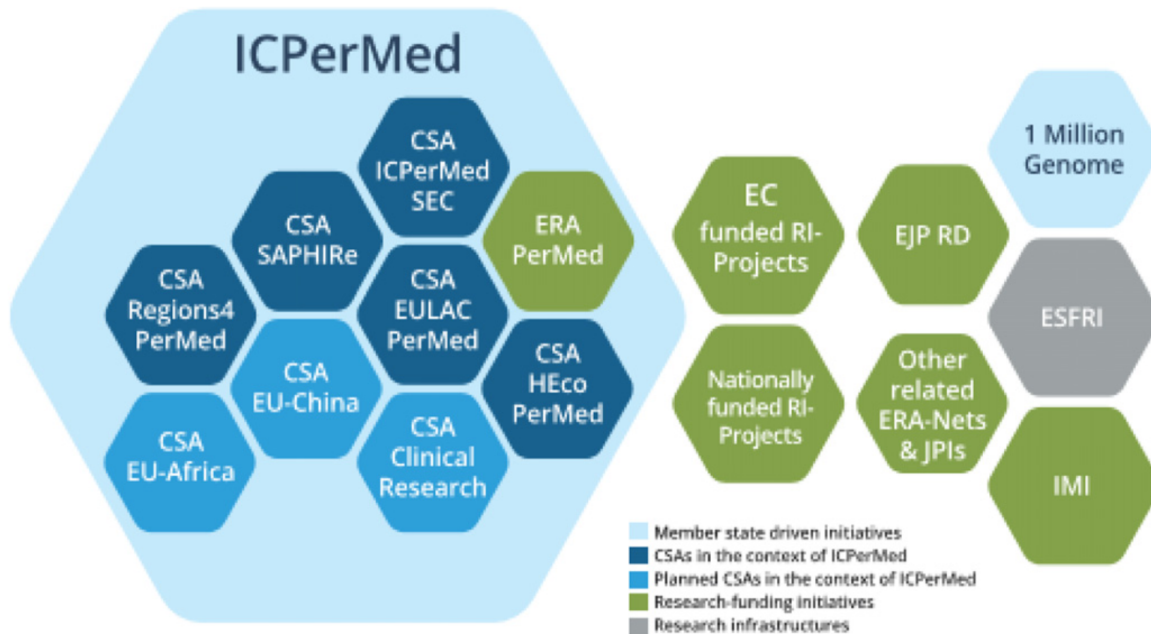 ICPerMed
CSA
ICPerMed
SEC
CSA
SAPHIRe
ERA
PerMed
CSA
Regions4
PerMed
CSA
EULAC
PerMed
CSA
EU-China
CSA
HEco
PerMed
CSA
EU-Africa
CSA
Clinical
Research
EC
funded RI-
Projects
EJP RD
1 Million
Genome
ESFRI
Nationally
funded RI-
Projects
Other
related
ERA-Nets
& JPIs
IMI
Member state driven initiatives
CSAs in the context of ICPerMed
Planned CSAs in the context of ICPerMed
Research-funding initiatives
Research infrastructures